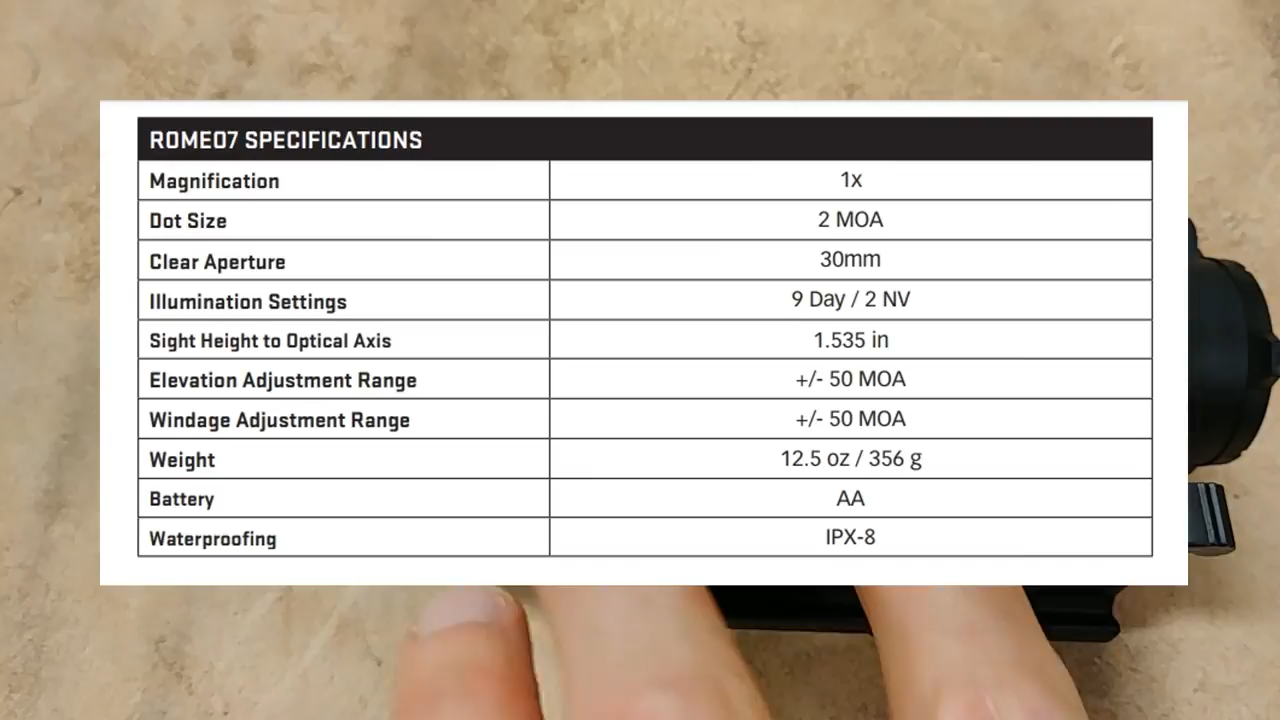 ROMEO7 SPECIFICATIONS
Magnification 1x
Dot Size 2 MOA
Clear Aperture 30mm
Illumination Settings 9 Day / 2 NV
Sight Height to Optical Axis 1.535 in
Elevation Adjustment Range +/- 50 MOA
Windage Adjustment Range +/- 50 MOA
Weight 12.5 oz / 356 g
Battery AA
Waterproofing IPX-8